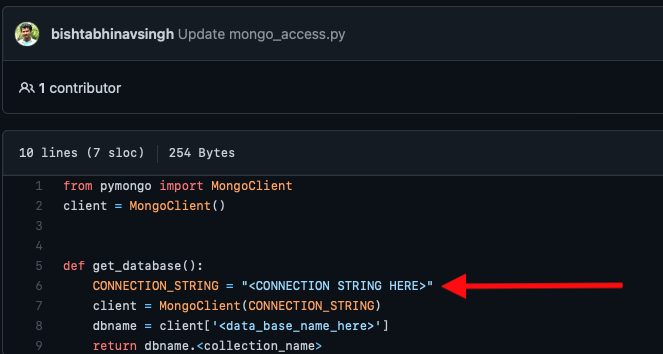 bishtabhinavsingh Update mongo_access.py
1 contributor
10 lines (7 sloc) 254 Bytes
1 from pymongo import MongoClient
2 client = MongoClient()
3
4
5 def get_database():
6 CONNECTION_STRING = "<CONNECTION STRING HERE>"
7 client = MongoClient(CONNECTION_STRING)
8 dbname = client['<data_base_name_here>']
9 return dbname.<collection_name>